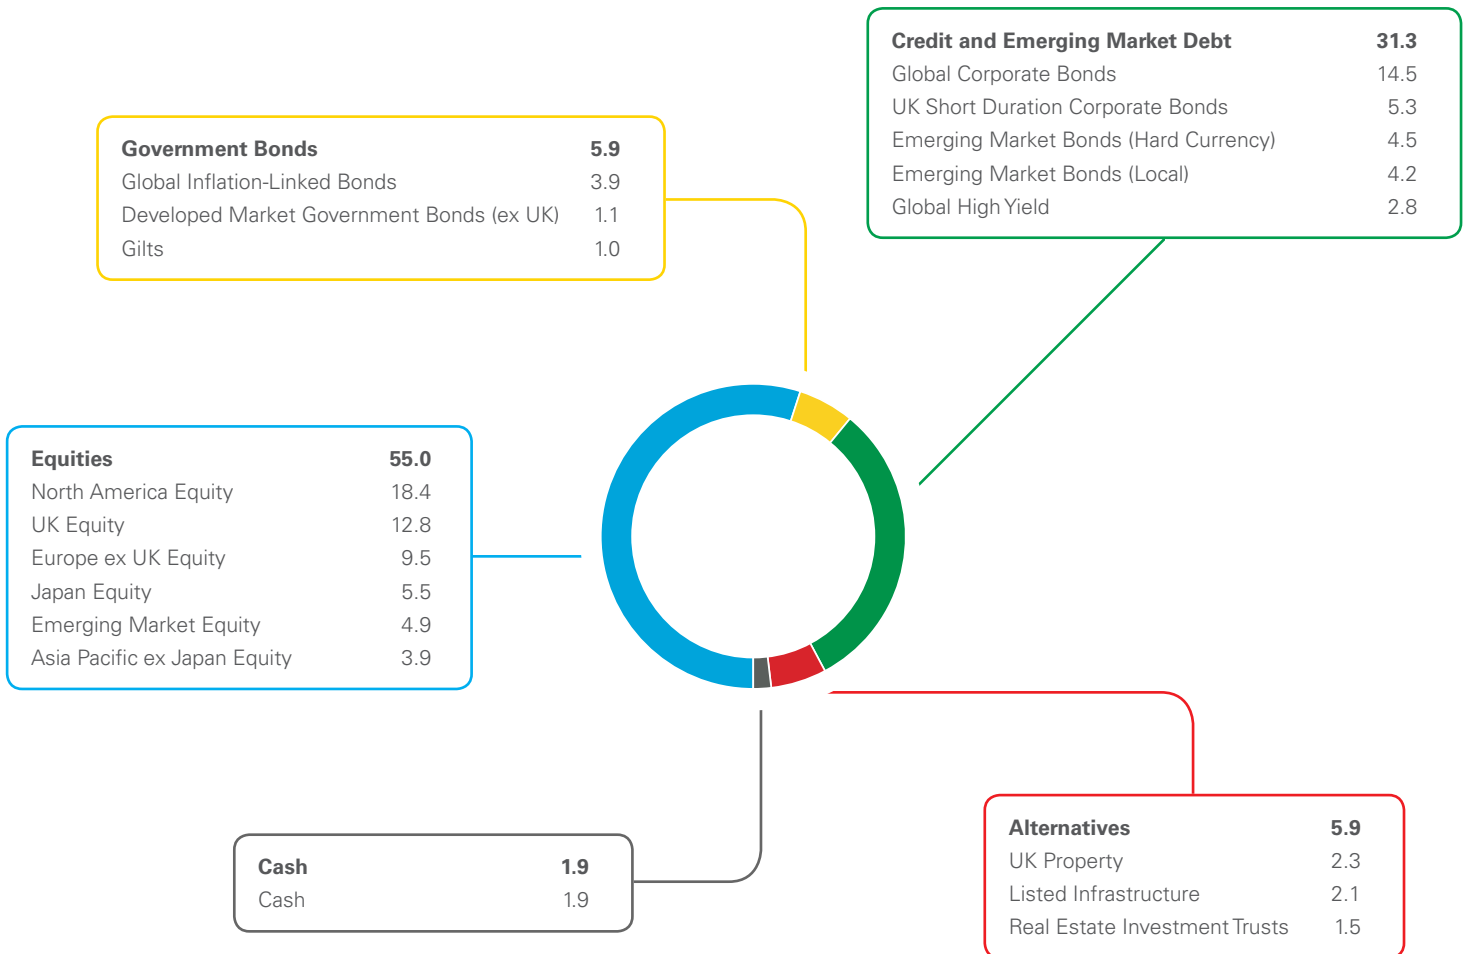 Credit and Emerging Market Debt 31.3
Global Corporate Bonds 14.5
UK Short Duration Corporate Bonds 5.3
Emerging Market Bonds (Hard Currency) 4.5
Emerging Market Bonds (Local) 4.2
Global High Yield 2.8
Government Bonds 5.9
Global Inflation-Linked Bonds 3.9
Developed Market Government Bonds (ex UK) 1.1
Gilts 1.0
Equities 55.0
North America Equity 18.4
UK Equity 12.8
Europe ex UK Equity 9.5
Japan Equity 5.5
Emerging Market Equity 4.9
Asia Pacific ex Japan Equity 3.9
Cash 1.9
Cash 1.9
Alternatives 5.9
UK Property 2.3
Listed Infrastructure 2.1
Real Estate Investment Trusts 1.5